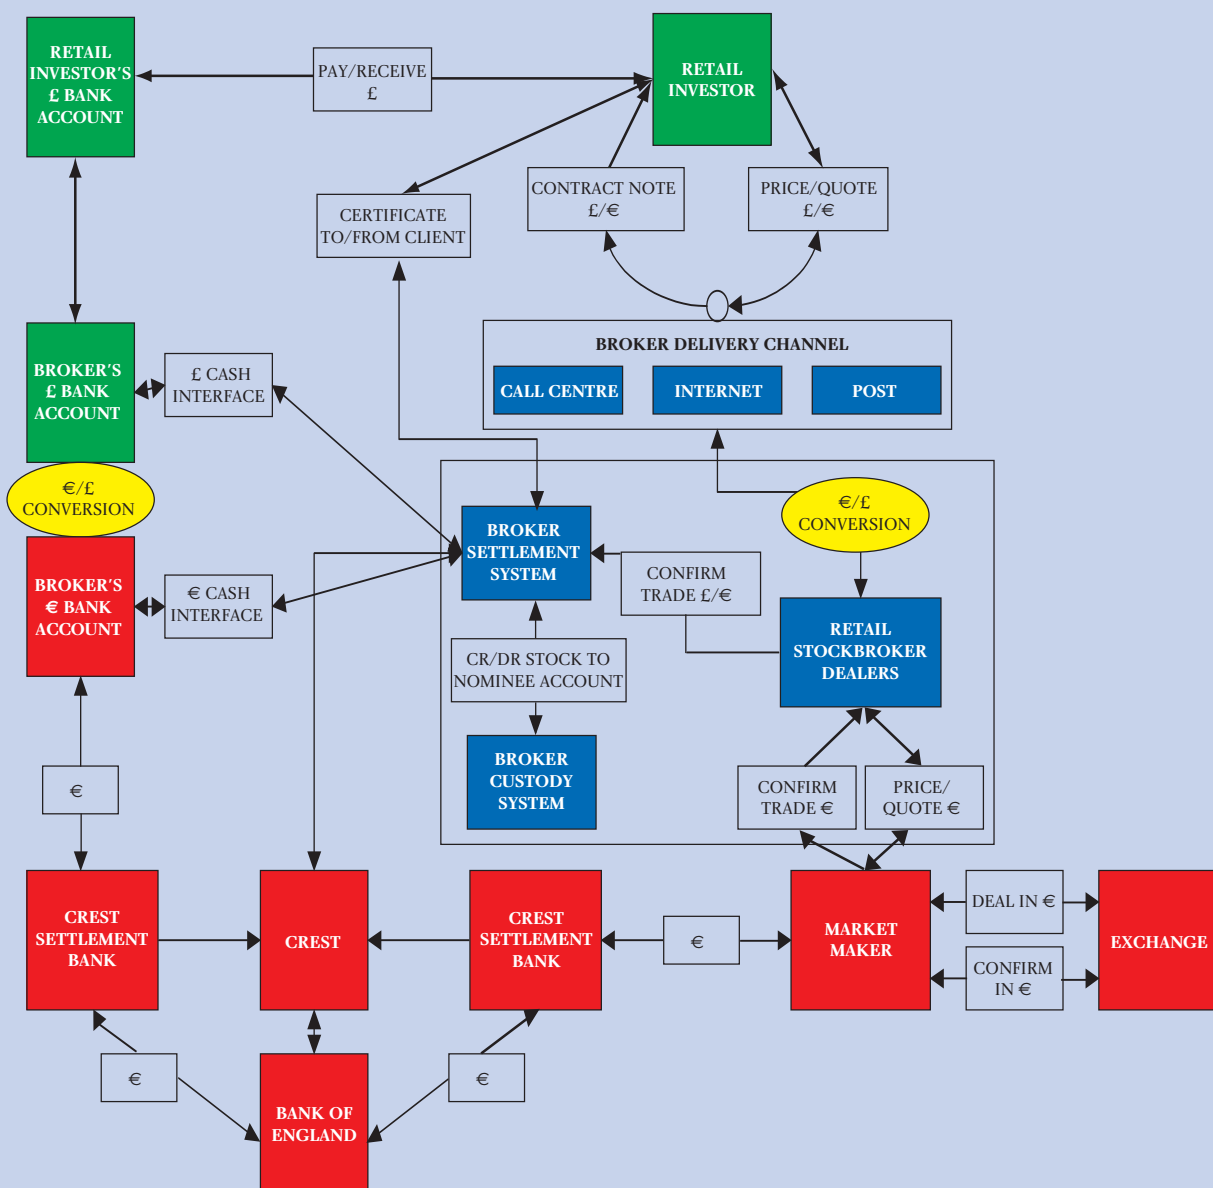 RETAIL
INVESTOR'S
£ BANK
ACCOUNT
PAY/RECEIVE
£
RETAIL
INVESTOR
CERTIFICATE
TO/FROM CLIENT
CONTRACT NOTE
£/€
PRICE/QUOTE
£/€
BROKER DELIVERY CHANNEL
CALL CENTRE
INTERNET
POST
BROKER'S
£ BANK
ACCOUNT
£ CASH
INTERFACE
€/£
CONVERSION
BROKER'S
€ BANK
ACCOUNT
€ CASH
INTERFACE
BROKER
SETTLEMENT
SYSTEM
CONFIRM
TRADE £/€
€/£
CONVERSION
RETAIL
STOCKBROKER
DEALERS
CR/DR STOCK TO
NOMINEE ACCOUNT
BROKER
CUSTODY
SYSTEM
CONFIRM
TRADE €
PRICE/
QUOTE €
€
CREST
SETTLEMENT
BANK
CREST
CREST
SETTLEMENT
BANK
€
MARKET
MAKER
DEAL IN €
CONFIRM
IN €
EXCHANGE
€
BANK OF
ENGLAND
€